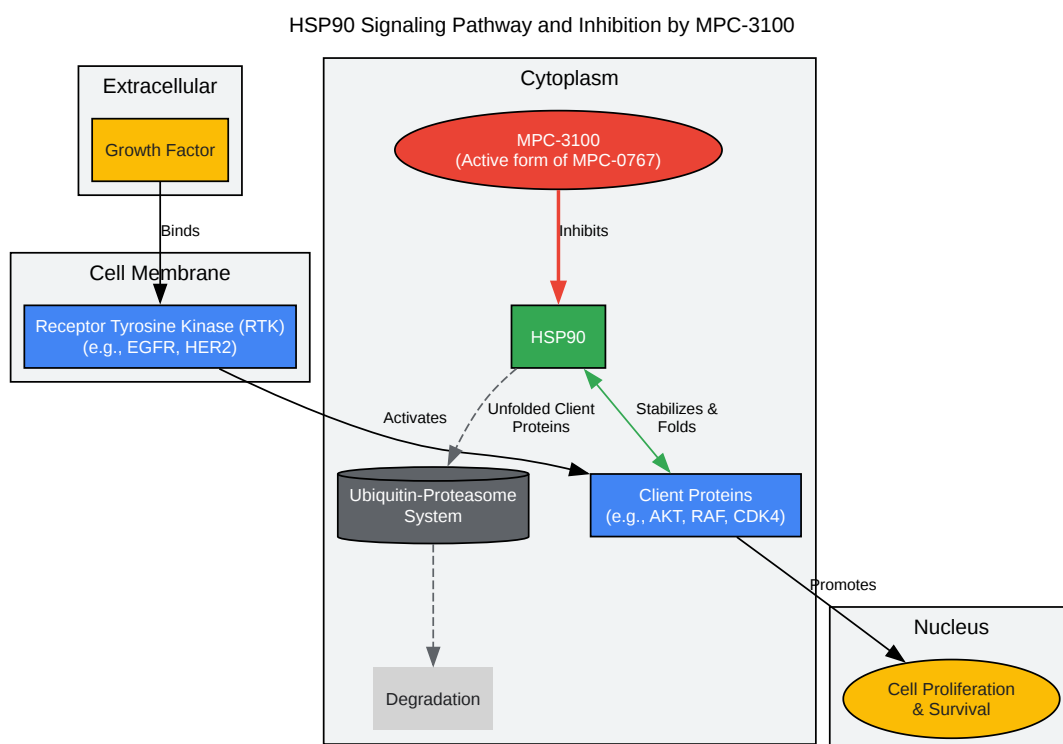 HSP90 Signaling Pathway and Inhibition by MPC-3100
Extracellular
Growth Factor
Binds
Cell Membrane
Receptor Tyrosine Kinase (RTK)
(e.g., EGFR, HER2)
Cytoplasm
MPC-3100
(Active form of MPC-0767)
Inhibits
HSP90
Activates
Unfolded Client
Proteins
Stabilizes &
Folds
Ubiquitin-Proteasome
System
Client Proteins
(e.g., AKT, RAF, CDK4)
Degradation
Promotes
Nucleus
Cell Proliferation
& Survival